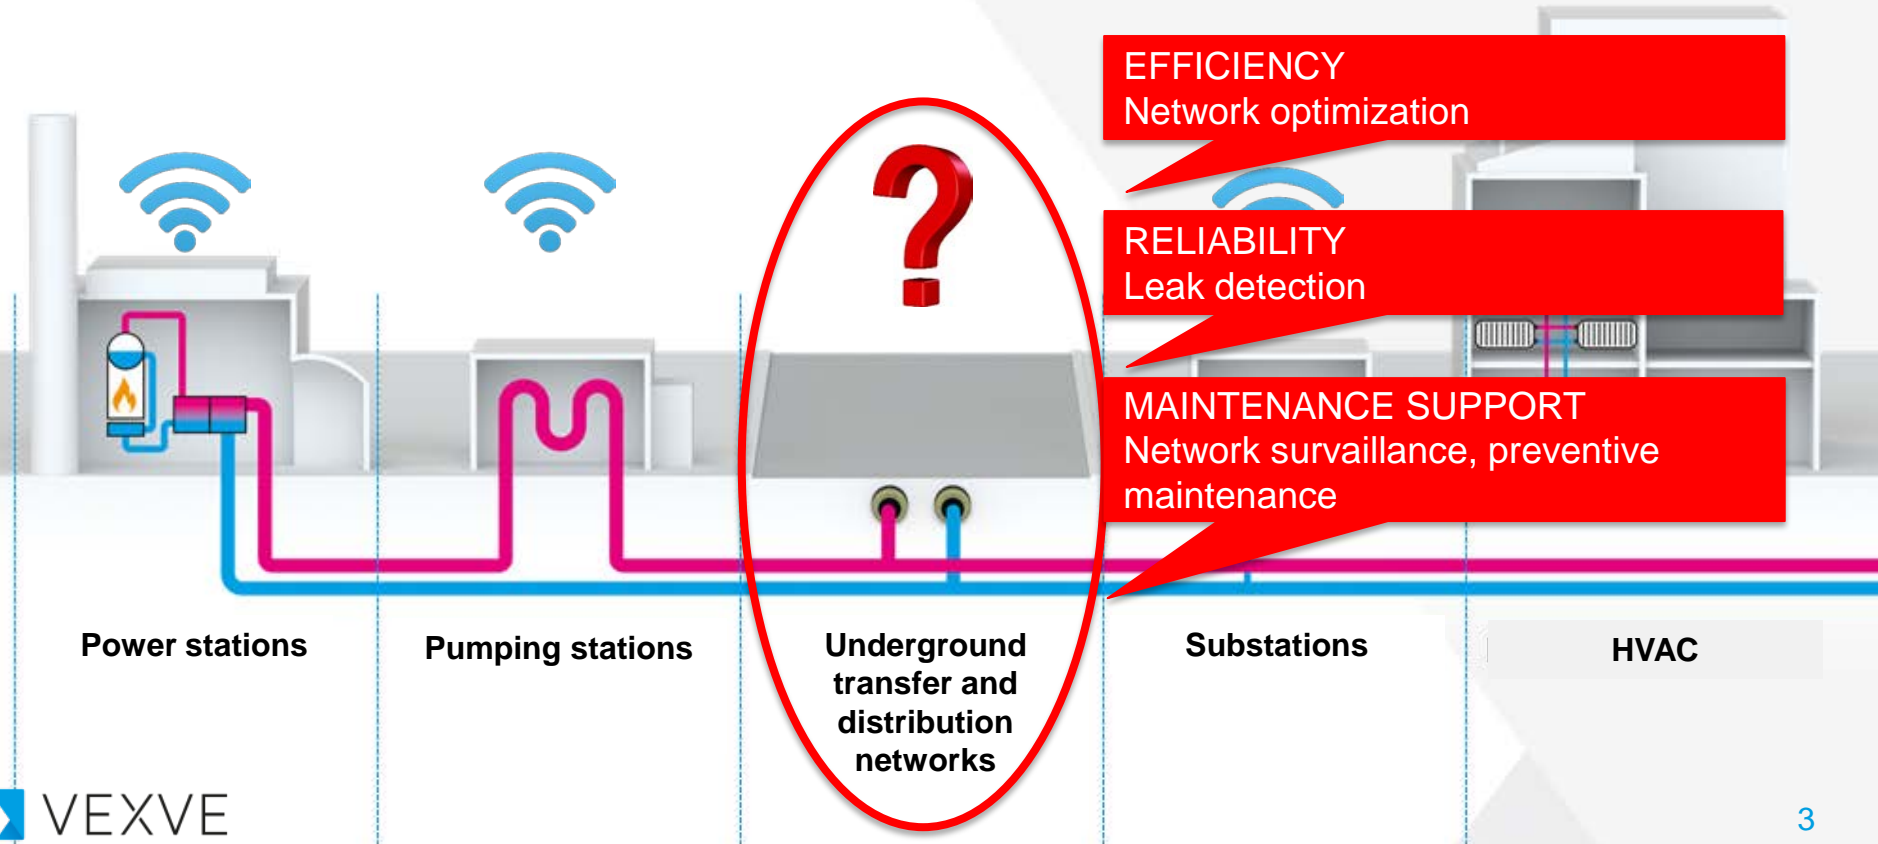 EFFICIENCY
Network optimization
RELIABILITY
Leak detection
MAINTENANCE SUPPORT
Network survaillance, preventive
maintenance
Power stations
Pumping stations
Underground
transfer and
distribution
networks
Substations
HVAC
VEXVE
3